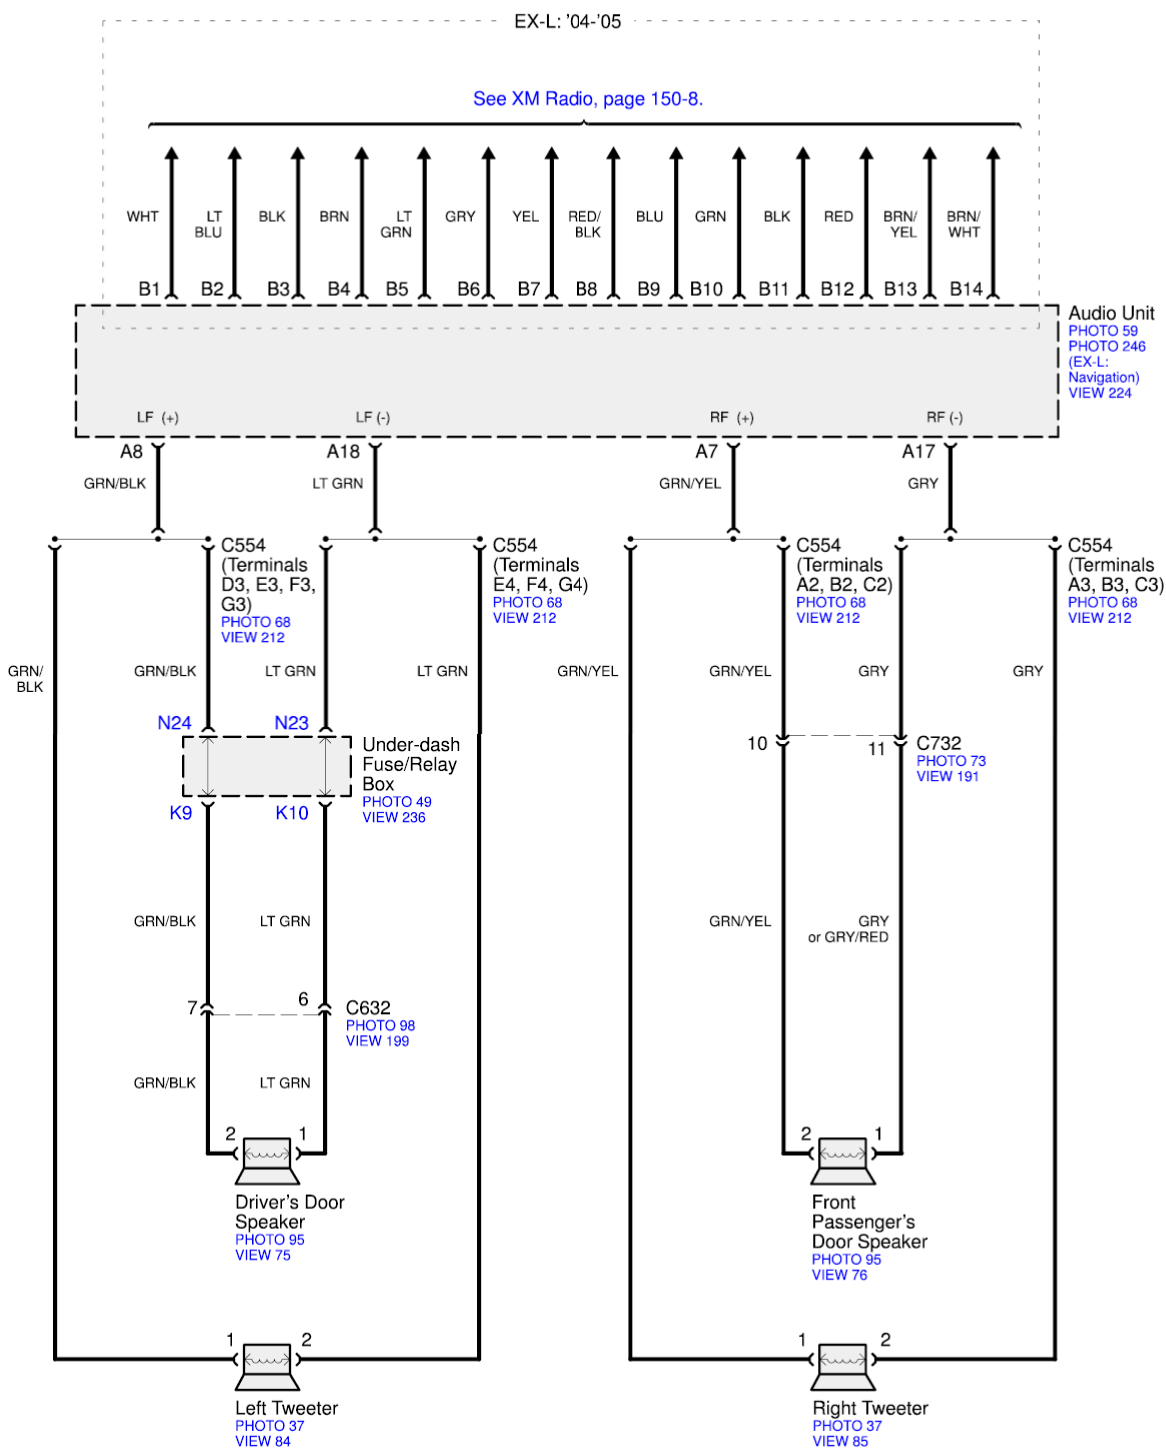 EX-L: '04-'05
See XM Radio, page 150-8.
WHT
LT
BLU
BLK
BRN
LT
GRN
GRY
YEL
RED/
BLK
BLU
GRN
BLK
RED
BRN/
YEL
BRN/
WHT
B1 B2 B3 B4 B5 B6 B7 B8 B9 B10 B11 B12 B13 B14
Audio Unit
PHOTO 59
PHOTO 246
(EX-L:
Navigation)
VIEW 224
LF (+) LF (-) RF (+) RF (-)
A8 A18 A7 A17
GRN/BLK LT GRN GRN/YEL GRY
C554
(Terminals
D3, E3, F3,
G3)
PHOTO 68
VIEW 212
C554
(Terminals
E4, F4, G4)
PHOTO 68
VIEW 212
C554
(Terminals
A2, B2, C2)
PHOTO 68
VIEW 212
C554
(Terminals
A3, B3, C3)
PHOTO 68
VIEW 212
GRN/
BLK
GRN/BLK LT GRN LT GRN GRN/YEL GRN/YEL GRY GRY
N24 N23
Under-dash
Fuse/Relay
Box
PHOTO 49
VIEW 236
K9 K10
10 11
C732
PHOTO 73
VIEW 191
GRN/BLK LT GRN GRN/YEL
GRY
or GRY/RED
7 6
C632
PHOTO 98
VIEW 199
GRN/BLK LT GRN
2 1
Driver's Door
Speaker
PHOTO 95
VIEW 75
2 1
Front
Passenger's
Door Speaker
PHOTO 95
VIEW 76
1 2
Left Tweeter
PHOTO 37
VIEW 84
1 2
Right Tweeter
PHOTO 37
VIEW 85